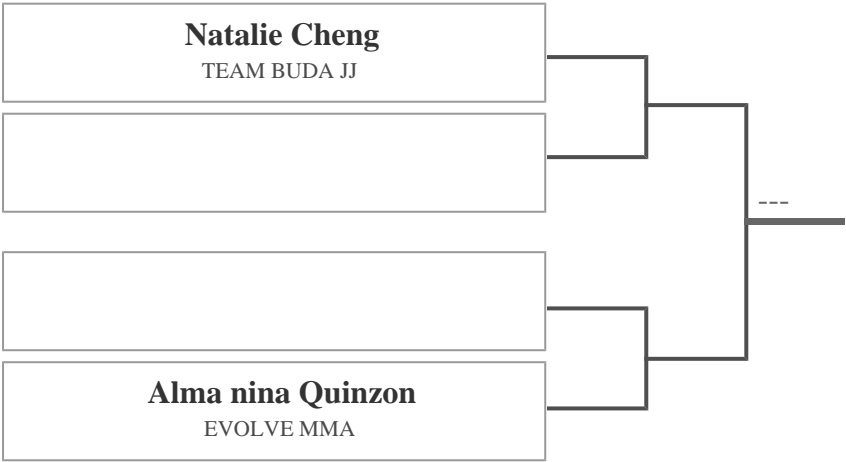 Natalie Cheng
TEAM BUDA JJ
---
Alma nina Quinzon
EVOLVE MMA